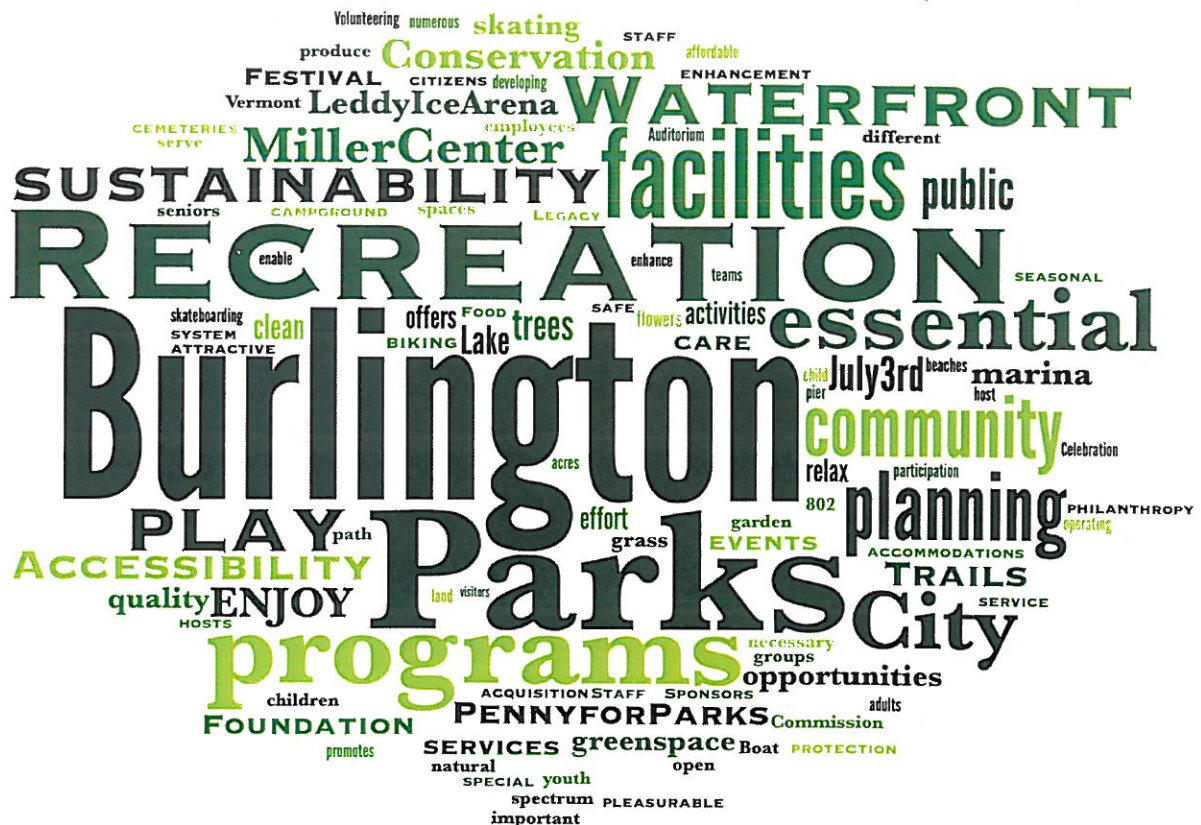 Volunteering numerous skating STAFF
produce Conservation affordable
FESTIVAL CITIZENS developing ENHANCEMENT
Vermont LeddyIceArena WATERFRONT
CEMETERIES employees Auditorium different
serve MillerCenter facilities
SUSTAINABILITY public
seniors CAMPGROUND spaces LEGACY
RECREATION
enable enhance teams SEASONAL
skateboarding clean offers FOOD trees SAFE flowers activities essential
SYSTEM BIKING Lake CARE
ATTRACTIVE
Burlington child July3rd beaches marina
pier host
community
acres relax participation Celebration
802 planning PHILANTHROPY
PLAY path effort garden operating
grass EVENTS ACCOMMODATIONS
ACCESSIBILITY Parks TRAILS
quality ENJOY land visitors City SERVICE
HOSTS
programs necessary
groups
opportunities
children ACQUISITION STAFF SPONSORS adults
FOUNDATION PENNYFORPARKS Commission
promotes SERVICES greenspace Boat PROTECTION
natural open
SPECIAL youth
spectrum PLEASURABLE
important